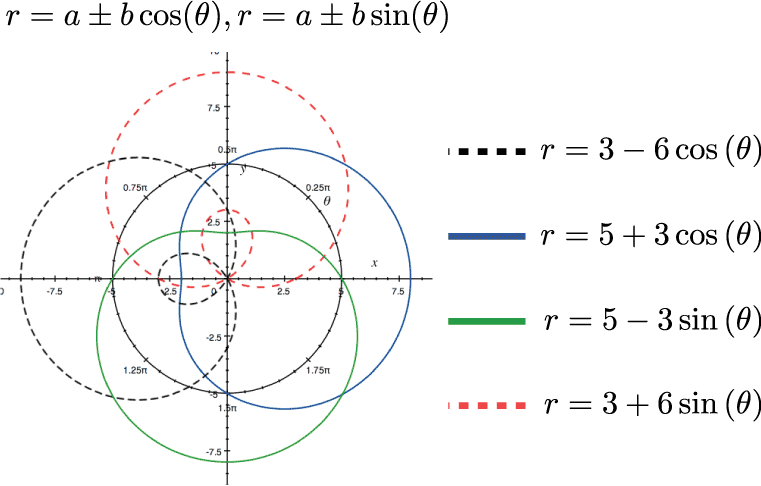 r = a ± b cos(θ), r = a ± b sin(θ)
7.5
0.5π
5
y
0.75π
0.25π
θ
2.5
x
π
0
-7.5
-5
-2.5
0
2.5
5
7.5
-2.5
1.25π
1.75π
-5
1.5π
-7.5
r = 3 − 6 cos (θ)
r = 5 + 3 cos (θ)
r = 5 − 3 sin (θ)
r = 3 + 6 sin (θ)